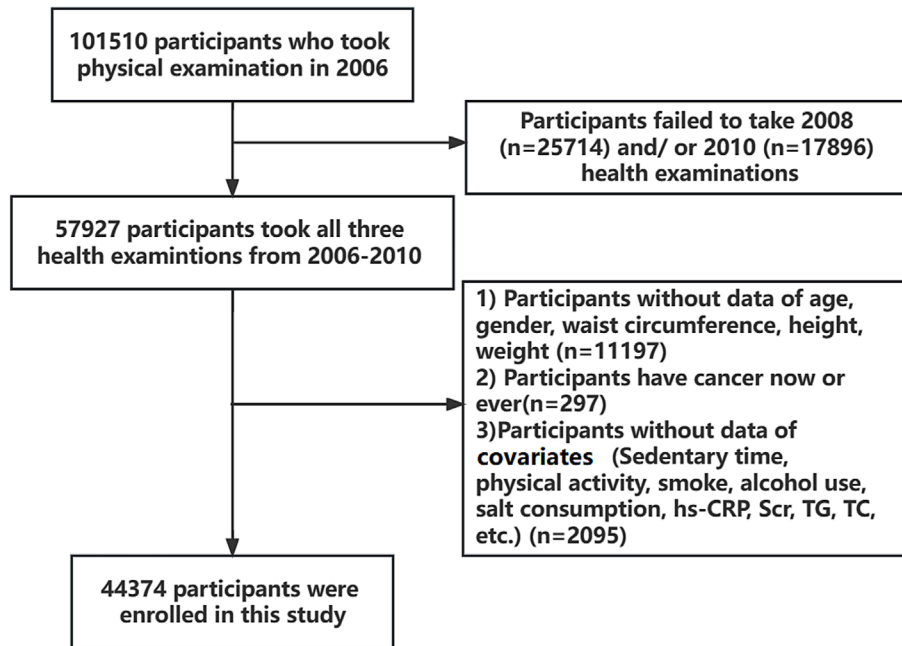 101510 participants who took
physical examination in 2006
Participants failed to take 2008
(n=25714) and/ or 2010 (n=17896)
health examinations
57927 participants took all three
health examintions from 2006-2010
1) Participants without data of age,
gender, waist circumference, height,
weight (n=11197)
2) Participants have cancer now or
ever(n=297)
3)Participants without data of
covariates (Sedentary time,
physical activity, smoke, alcohol use,
salt consumption, hs-CRP, Scr, TG, TC,
etc.) (n=2095)
44374 participants were
enrolled in this study